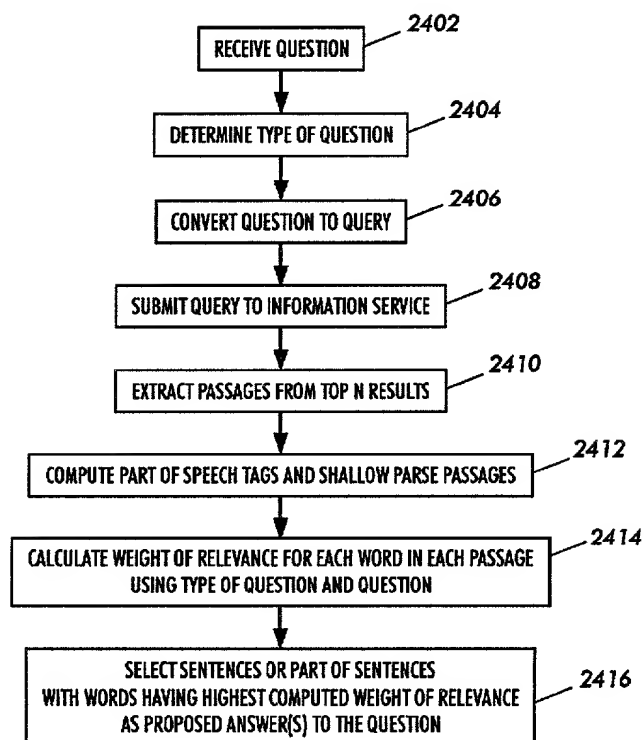 RECEIVE QUESTION
2402
DETERMINE TYPE OF QUESTION
2404
CONVERT QUESTION TO QUERY
2406
SUBMIT QUERY TO INFORMATION SERVICE
2408
EXTRACT PASSAGES FROM TOP N RESULTS
2410
COMPUTE PART OF SPEECH TAGS AND SHALLOW PARSE PASSAGES
2412
CALCULATE WEIGHT OF RELEVANCE FOR EACH WORD IN EACH PASSAGE
USING TYPE OF QUESTION AND QUESTION
2414
SELECT SENTENCES OR PART OF SENTENCES
WITH WORDS HAVING HIGHEST COMPUTED WEIGHT OF RELEVANCE
AS PROPOSED ANSWER(S) TO THE QUESTION
2416